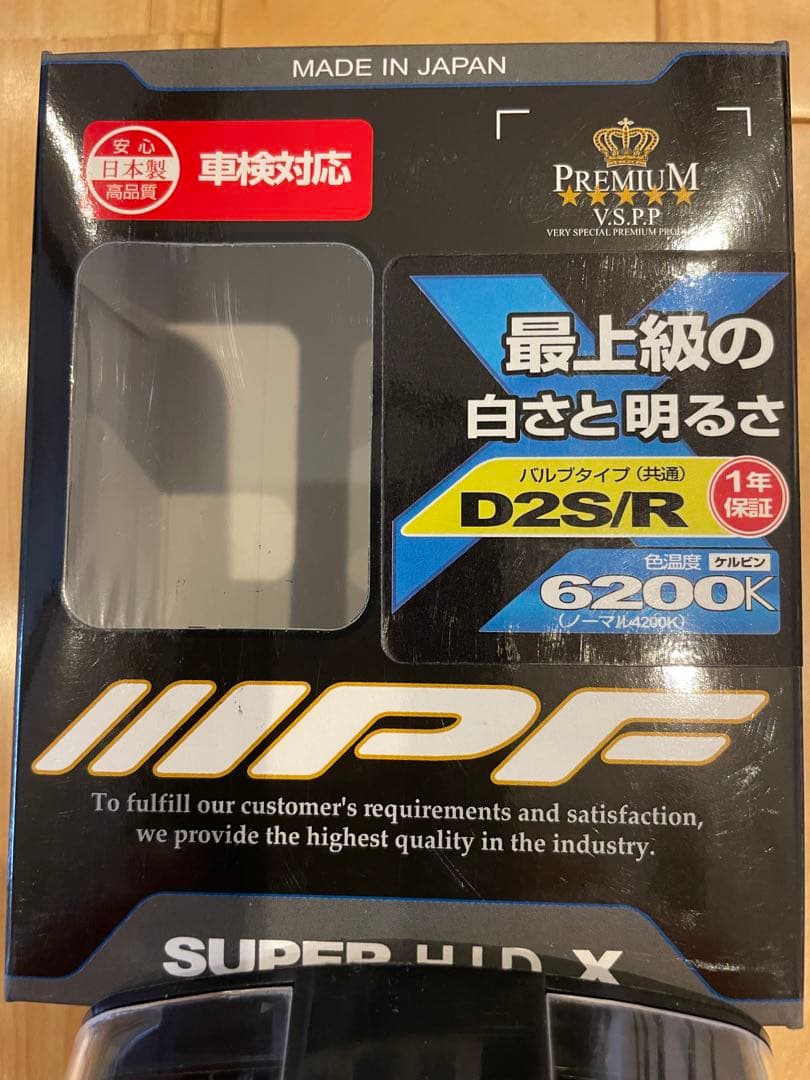 MADE IN JAPAN
安心
日本製
高品質
車検対応
PREMIUM
V.S.P.P
VERY SPECIAL PREMIUM
最上級の
白さと明るさ
バルブタイプ(共通)
D2S/R
1年
保証
色温度 ケルビン
6200K
(ノーマル4200K)
IPF
To fulfill our customer's requirements and satisfaction,
we provide the highest quality in the industry.
SUPER H.I.D X